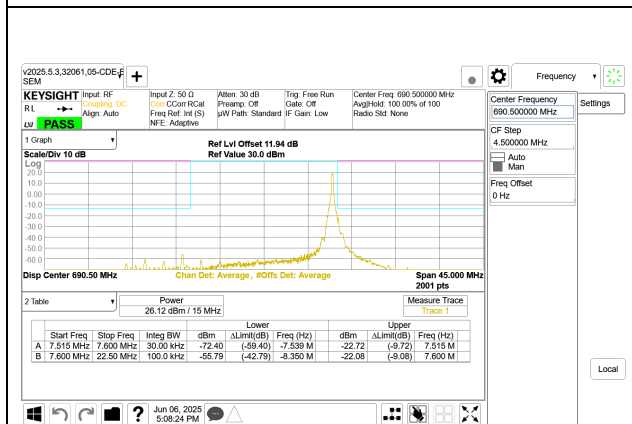 v2025.5.3,32061,05-CDE-E
SEM
+
Frequency
KEYSIGHT Input: RF Input Z: 50 Ω Atten: 30 dB Trig: Free Run Center Freq: 690.500000 MHz
RL Coupling: DC Corr CCorr RCal Preamp: Off Gate: Off Avg|Hold: 100.00% of 100
Align: Auto Freq Ref: Int (S) µW Path: Standard IF Gain: Low Radio Std: None
PASS NFE: Adaptive
Center Frequency
690.500000 MHz
Settings
CF Step
4.500000 MHz
Auto
Man
Freq Offset
0 Hz
1 Graph
Ref Lvl Offset 11.94 dB
Scale/Div 10 dB Ref Value 30.0 dBm
Log
20.0
10.0
0.00
-10.0
-20.0
-30.0
-40.0
-50.0
-60.0
Disp Center 690.50 MHz Chan Det: Average , #Offs Det: Average Span 45.000 MHz
2001 pts
2 Table Power Measure Trace
26.12 dBm / 15 MHz Trace 1
Lower Upper
Start Freq Stop Freq Integ BW dBm ΔLimit(dB) Freq (Hz) dBm ΔLimit(dB) Freq (Hz)
A 7.515 MHz 7.600 MHz 30.00 kHz -72.40 (-59.40) -7.539 M -22.72 (-9.72) 7.515 M
B 7.600 MHz 22.50 MHz 100.0 kHz -55.79 (-42.79) -8.350 M -22.08 (-9.08) 7.600 M
Local
? Jun 06, 2025
5:08:24 PM